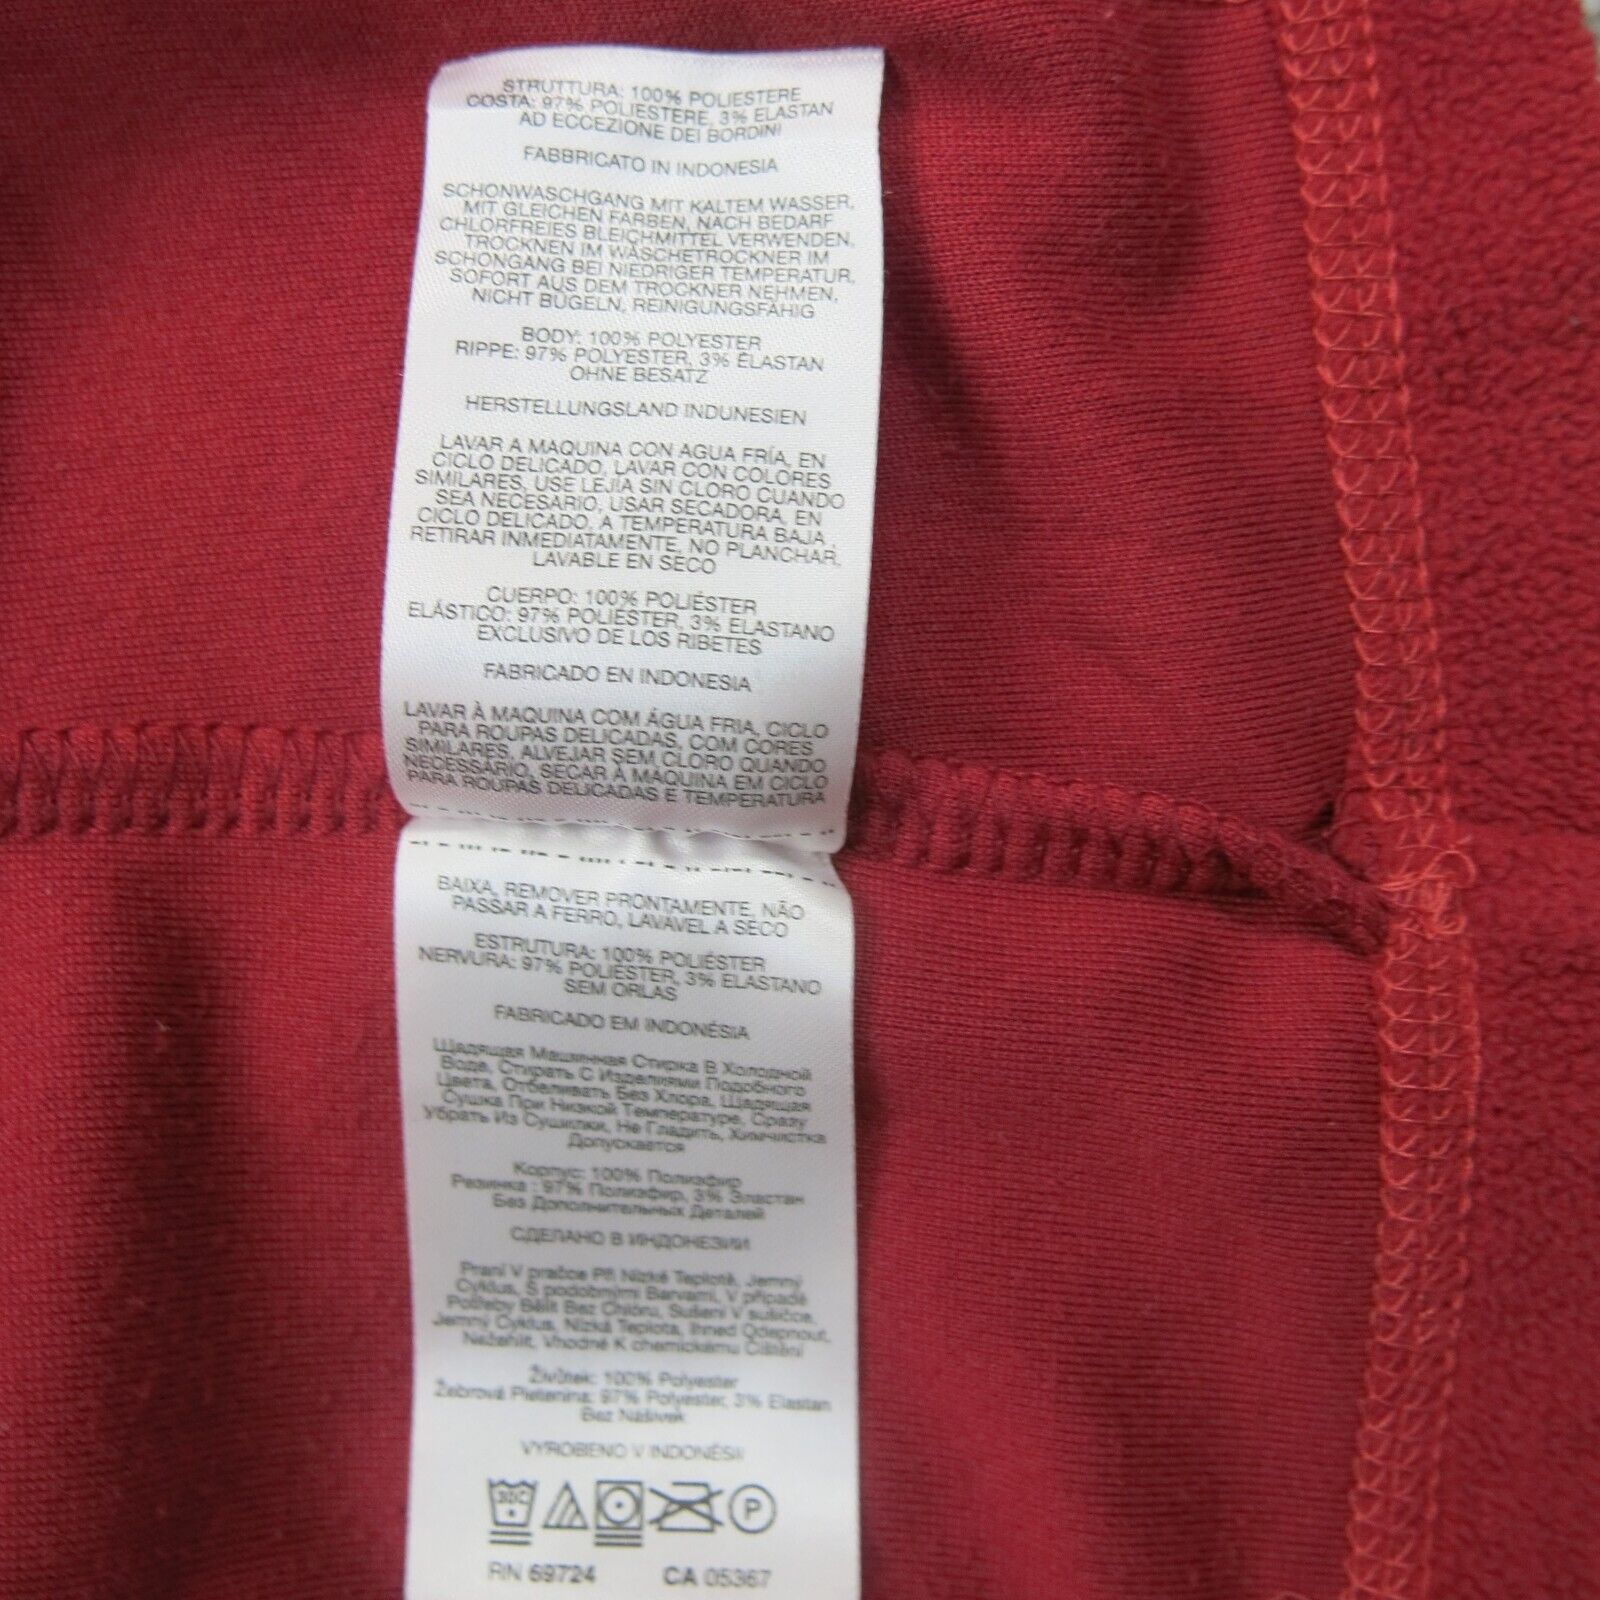 STRUTTURA: 100% POLIESTERE
COSTA: 97% POLIESTERE, 3% ELASTAN
AD ECCEZIONE DEI BORDINI
FABBRICATO IN INDONESIA
SCHONWASCHGANG MIT KALTEM WASSER,
MIT GLEICHEN FARBEN, NACH BEDARF
CHLORFREIES BLEICHMITTEL VERWENDEN,
TROCKNEN IM WÄSCHETROCKNER IM
SCHONGANG BEI NIEDRIGER TEMPERATUR,
SOFORT AUS DEM TROCKNER NEHMEN,
NICHT BÜGELN, REINIGUNGSFÄHIG
BODY: 100% POLYESTER
RIPPE: 97% POLYESTER, 3% ELASTAN
OHNE BESATZ
HERSTELLUNGSLAND INDUNESIEN
LAVAR A MAQUINA CON AGUA FRÍA, EN
CICLO DELICADO, LAVAR CON COLORES
SIMILARES, USE LEJÍA SIN CLORO CUANDO
SEA NECESARIO, USAR SECADORA, EN
CICLO DELICADO, A TEMPERATURA BAJA,
RETIRAR INMEDIATAMENTE, NO PLANCHAR,
LAVABLE EN SECO
CUERPO: 100% POLIÉSTER
ELÁSTICO: 97% POLIÉSTER, 3% ELASTANO
EXCLUSIVO DE LOS RIBETES
FABRICADO EN INDONESIA
LAVAR À MAQUINA COM ÁGUA FRIA, CICLO
PARA ROUPAS DELICADAS, COM CORES
SIMILARES, ALVEJAR SEM CLORO QUANDO
NECESSÁRIO, SECAR À MÁQUINA EM CICLO
PARA ROUPAS DELICADAS E TEMPERATURA
BAIXA, REMOVER PRONTAMENTE, NÃO
PASSAR A FERRO, LAVÁVEL A SECO
ESTRUTURA: 100% POLIÉSTER
NERVURA: 97% POLIÉSTER, 3% ELASTANO
SEM ORLAS
FABRICADO EM INDONÉSIA
Щадящая Машинная Стирка В Холодной
Воде, Стирать С Изделиями Подобного
Цвета, Отбеливать Без Хлора, Щадящая
Сушка При Низкой Температуре, Сразу
Убрать Из Сушилки, Не Гладить, Химчистка
Допускается
Корпус: 100% Полиэфир
Резинка : 97% Полиэфир, 3% Эластан
Без Дополнительных Деталей
СДЕЛАНО В ИНДОНЕЗИИ
Praní V pračce Při Nízké Teplotě, Jemný
Cyklus, S podobnými Barvami, V případě
Potřeby Bělit Bez Chlóru, Sušení V sušičce,
Jemný Cyklus, Nízká Teplota, Ihned Odejmout,
Nežehlit, Vhodné K chemickému Čištění
Živůtek: 100% Polyester
Žebrová Pletenina: 97% Polyester, 3% Elastan
Bez Našivek
VYROBENO V INDONÉSII
30C P
RN 69724 CA 05367